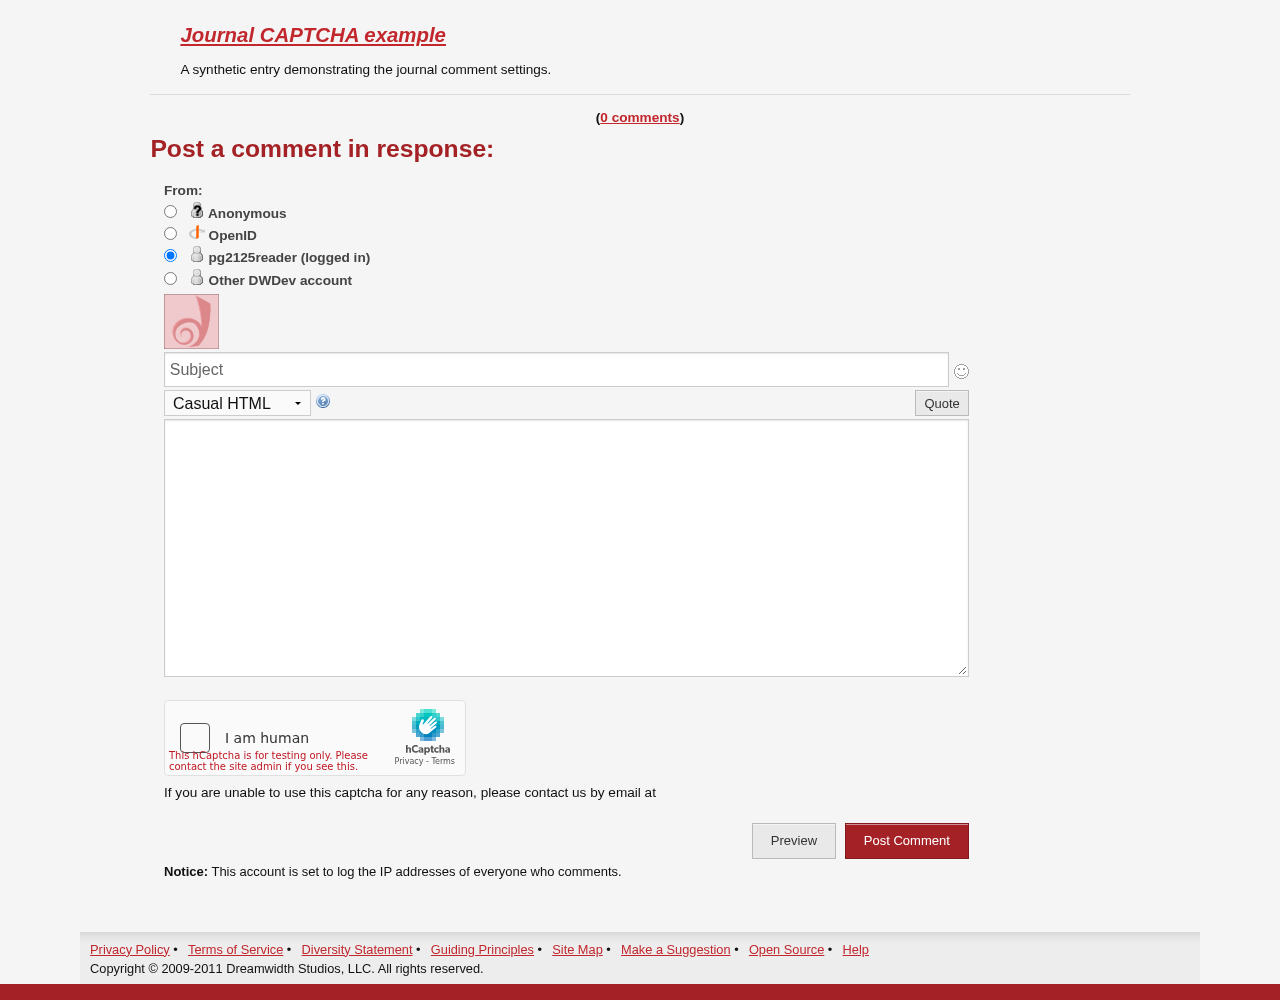 Journal CAPTCHA example
A synthetic entry demonstrating the journal comment settings.
(0 comments)
Post a comment in response:
From:
Anonymous
OpenID
pg2125reader (logged in)
Other DWDev account
Subject
Casual HTML ? Quote
I am human
This hCaptcha is for testing only. Please
contact the site admin if you see this.
hCaptcha
Privacy - Terms
If you are unable to use this captcha for any reason, please contact us by email at
Preview Post Comment
Notice: This account is set to log the IP addresses of everyone who comments.
Privacy Policy • Terms of Service • Diversity Statement • Guiding Principles • Site Map • Make a Suggestion • Open Source • Help
Copyright © 2009-2011 Dreamwidth Studios, LLC. All rights reserved.